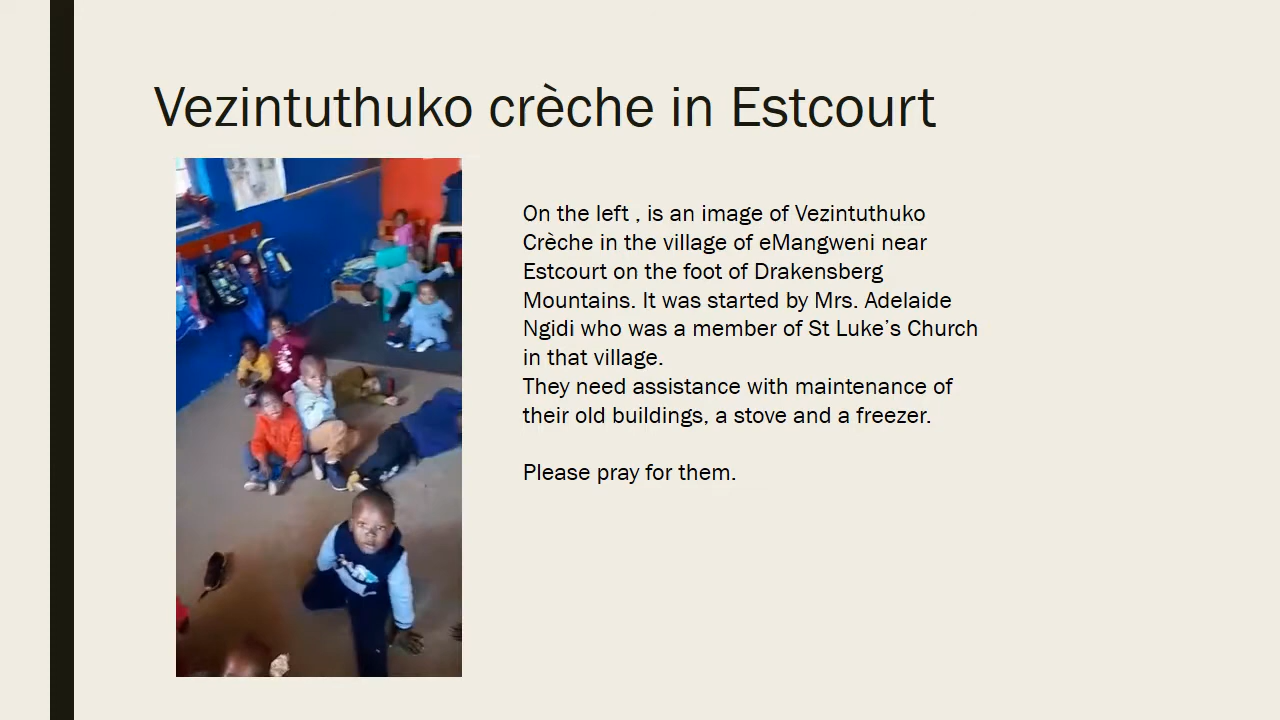 Vezintuthuko crèche in Estcourt
On the left , is an image of Vezintuthuko
Crèche in the village of eMangweni near
Estcourt on the foot of Drakensberg
Mountains. It was started by Mrs. Adelaide
Ngidi who was a member of St Luke’s Church
in that village.
They need assistance with maintenance of
their old buildings, a stove and a freezer.
Please pray for them.